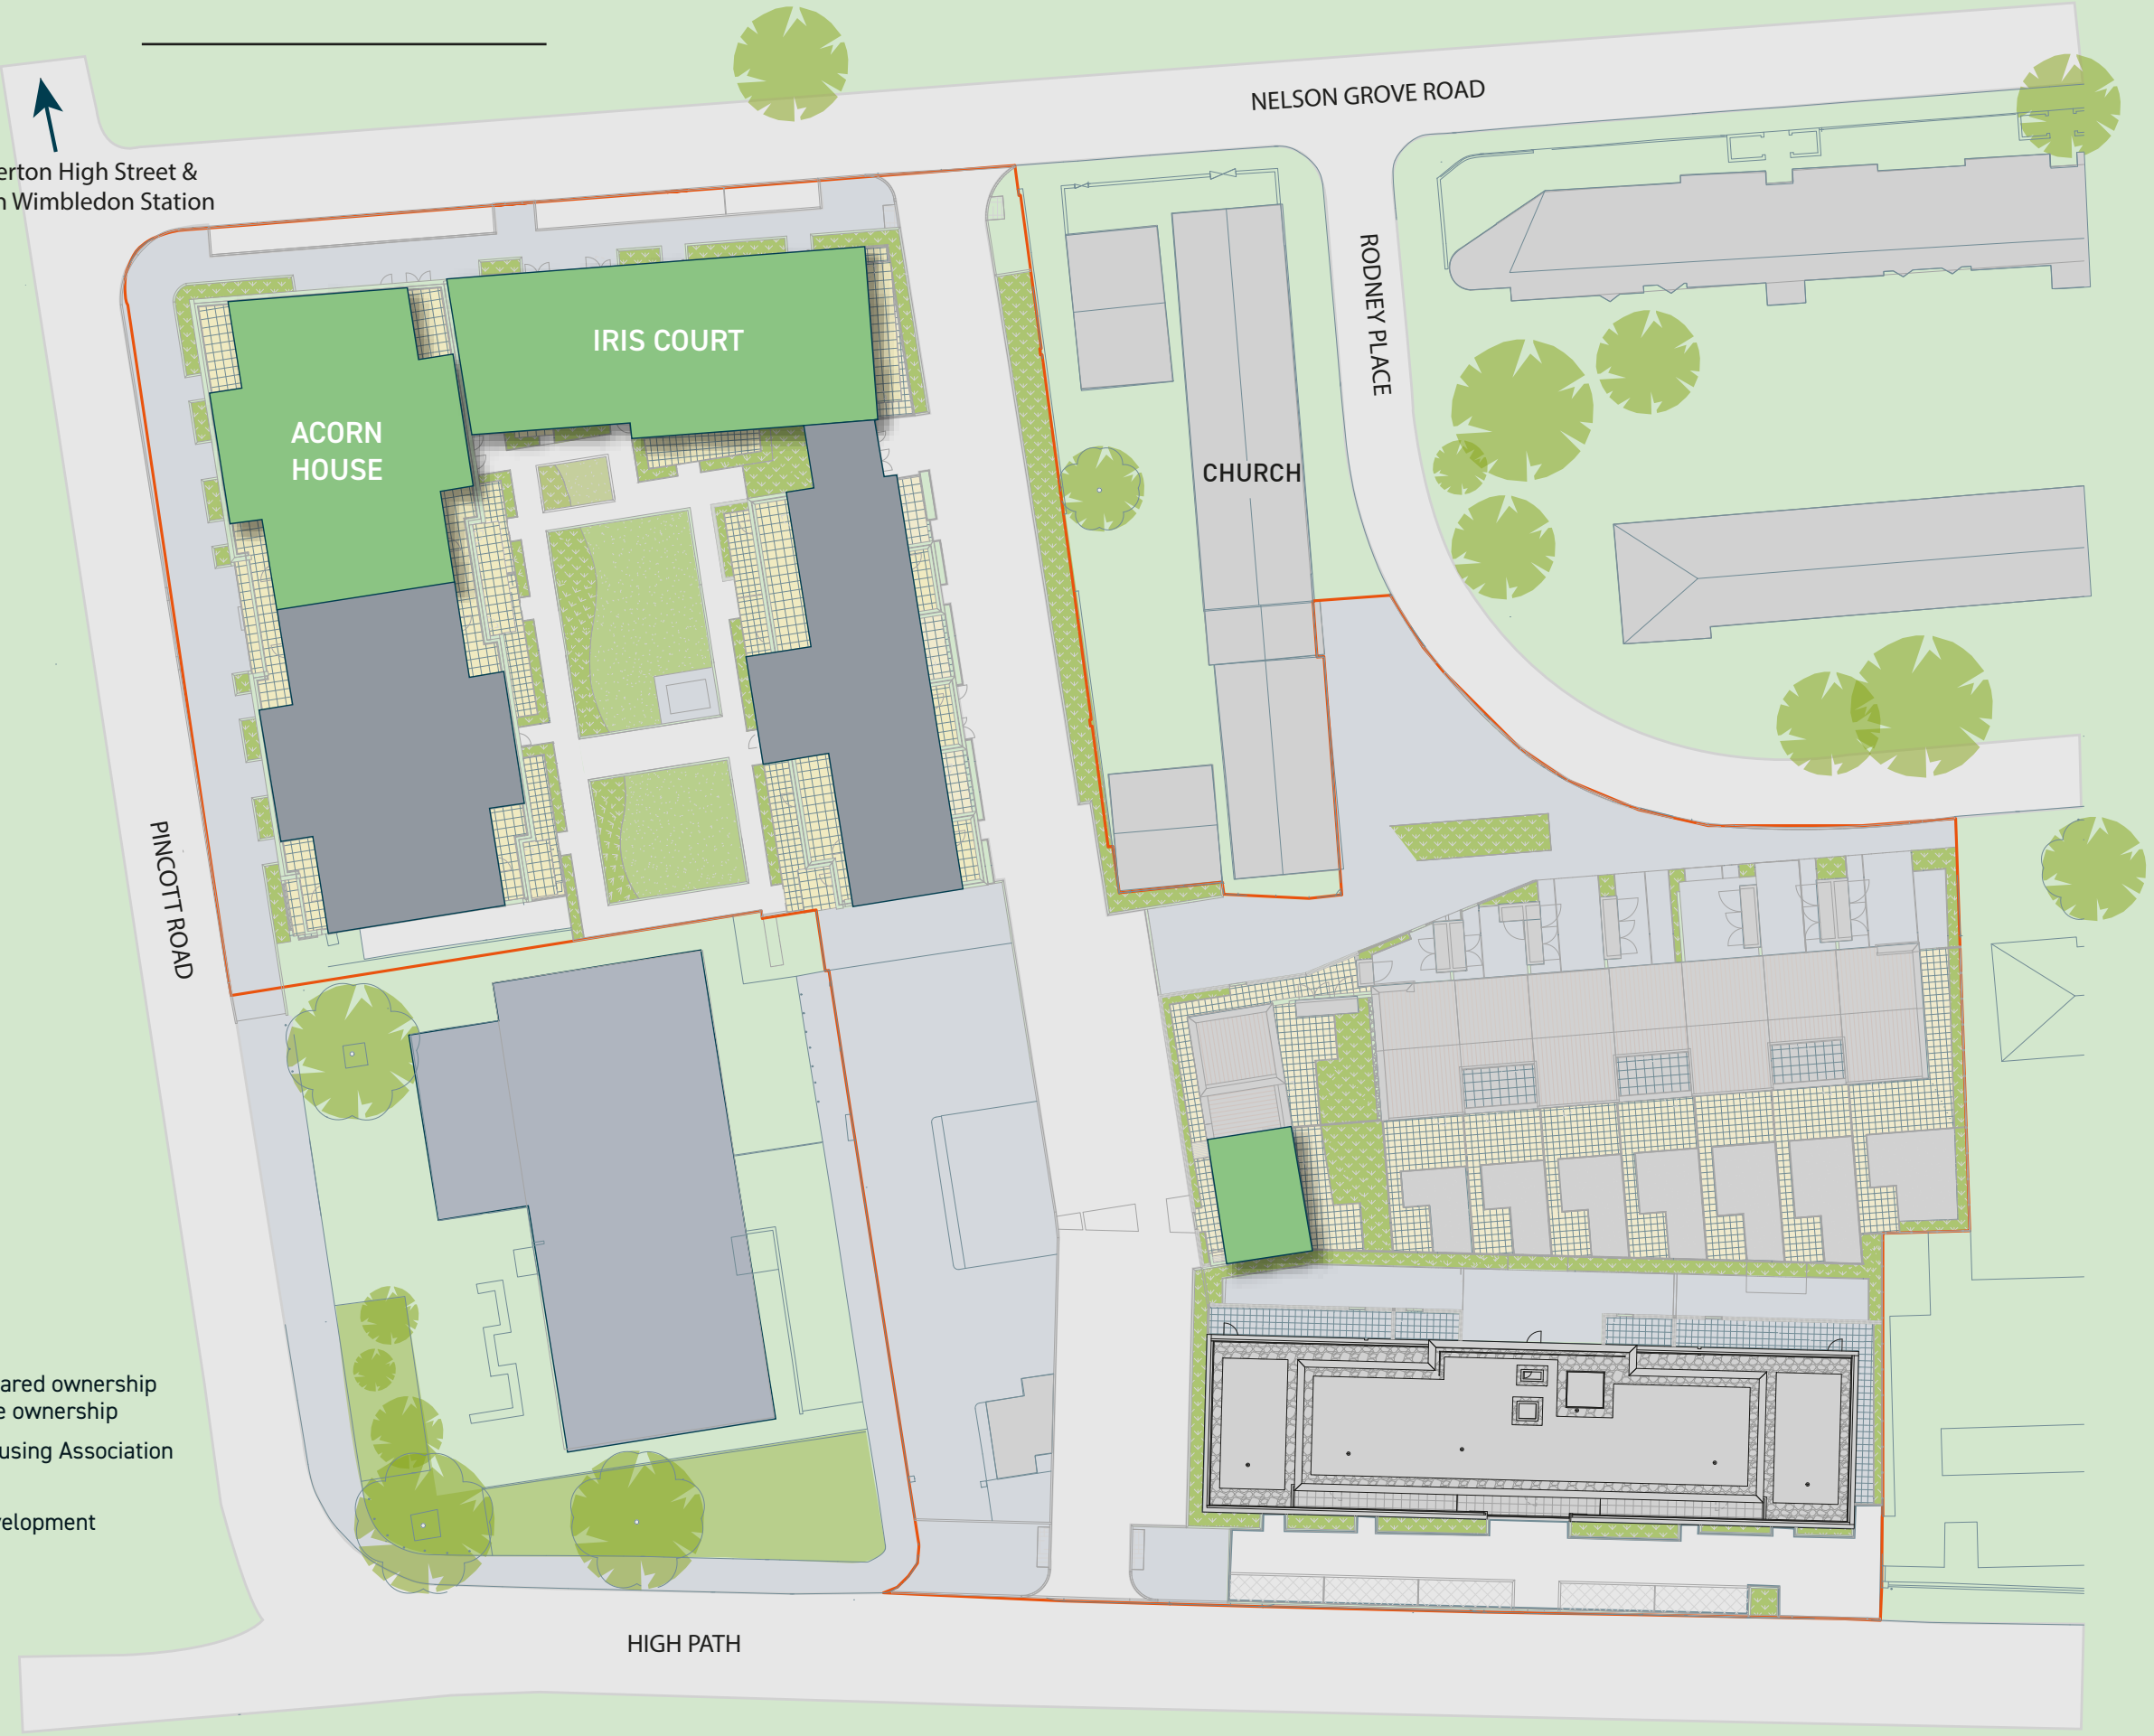 NELSON GROVE ROAD
erton High Street &
n Wimbledon Station
RODNEY PLACE
IRIS COURT
ACORN
HOUSE
CHURCH
PINCOTT ROAD
ared ownership
e ownership
using Association
elopment
HIGH PATH